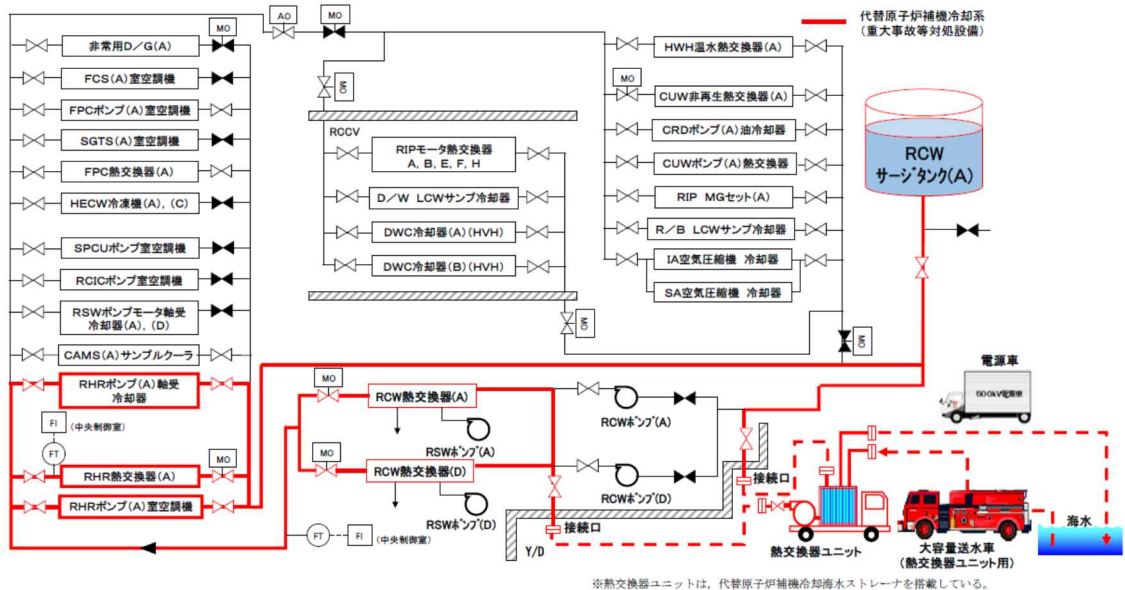 代替原子炉補機冷却系
(重大事故等対処設備)
AO
MO
MO
非常用D/G(A)
FCS(A)室空調機
FPCポンプ(A)室空調機
SGTS(A)室空調機
FPC熱交換器(A)
HECW冷凍機(A),(C)
SPCUポンプ室空調機
RCICポンプ室空調機
RSWポンプモータ軸受
冷却器(A),(D)
CAMS(A)サンプルクーラ
RHRポンプ(A)軸受
冷却器
FI
(中央制御室)
FT
MO
RHR熱交換器(A)
RHRポンプ(A)室空調機
FT
FI
(中央制御室)
MO
RCCV
RIPモータ熱交換器
A, B, E, F, H
D/W LCWサンプ冷却器
DWC冷却器(A)(HVH)
DWC冷却器(B)(HVH)
MO
HWH温水熱交換器(A)
MO
CUW非再生熱交換器(A)
CRDポンプ(A)油冷却器
CUWポンプ(A)熱交換器
RIP MGセット(A)
R/B LCWサンプ冷却器
IA空気圧縮機 冷却器
SA空気圧縮機 冷却器
MO
RCW
サージタンク(A)
MO
RCW熱交換器(A)
RSWポンプ(A)
MO
RCW熱交換器(D)
RSWポンプ(D)
RCWポンプ(A)
RCWポンプ(D)
接続口
接続口
Y/D
電源車
500kV電源車
熱交換器ユニット
大容量送水車
(熱交換器ユニット用)
海水
※熱交換器ユニットは,代替原子炉補機冷却海水ストレーナを搭載している。